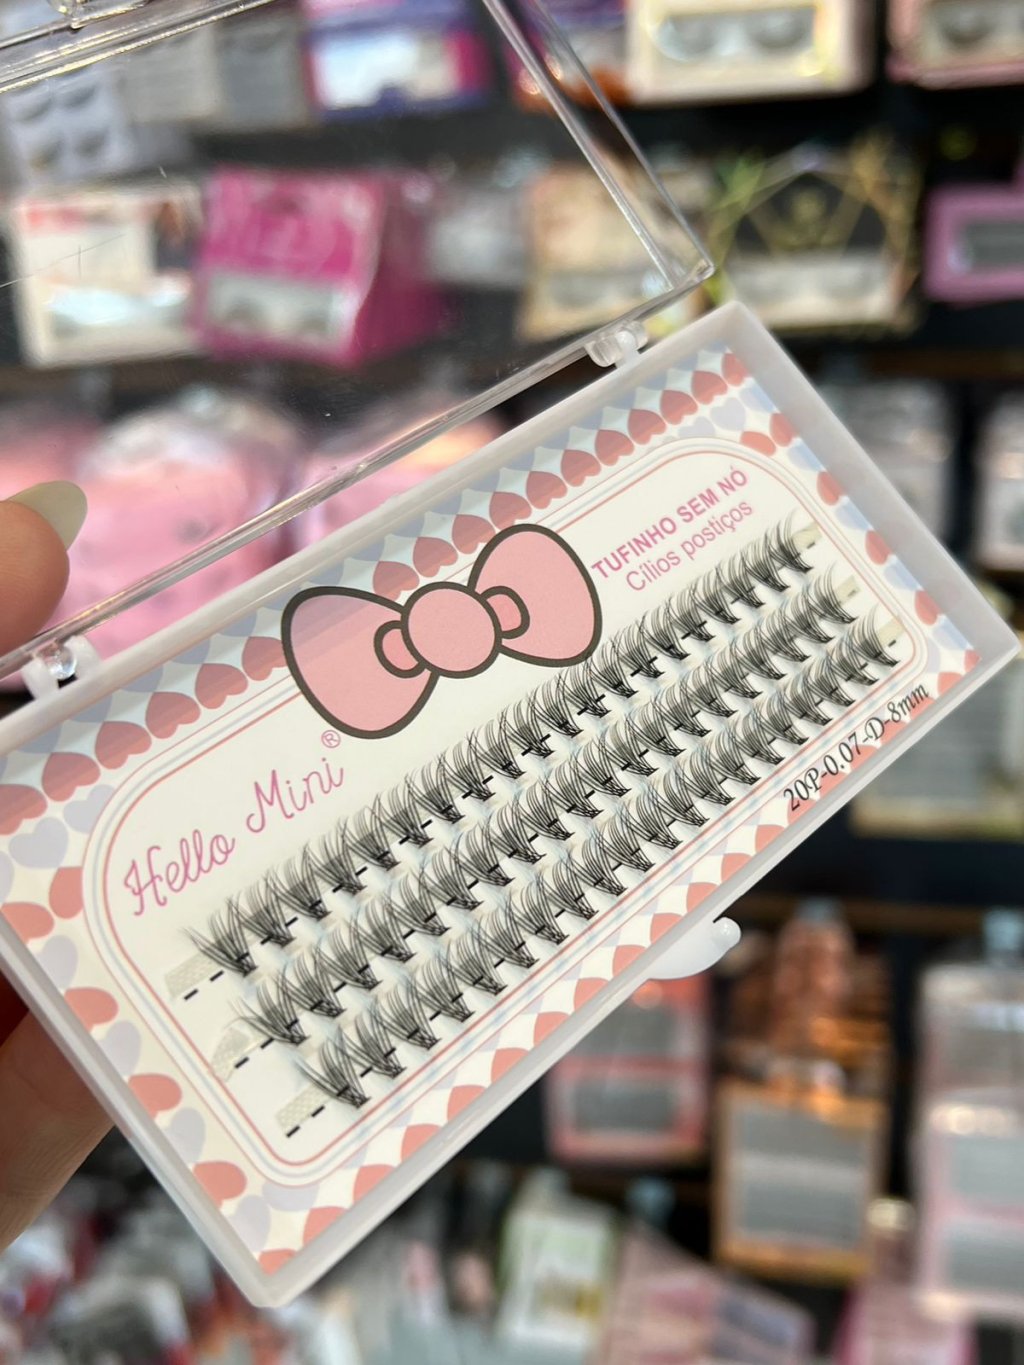 TUFINHO SEM NÓ
Cílios postiços
Hello Mini®
20P-0.07-D-8mm